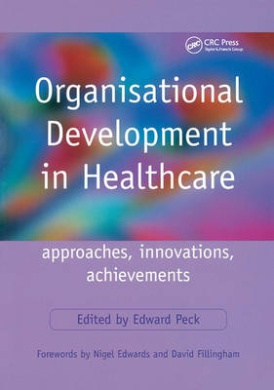 CRC
CRC Press
Taylor & Francis Group
Organisational
Development
in Healthcare
approaches, innovations,
achievements
Edited by Edward Peck
Forewords by Nigel Edwards and David Fillingham